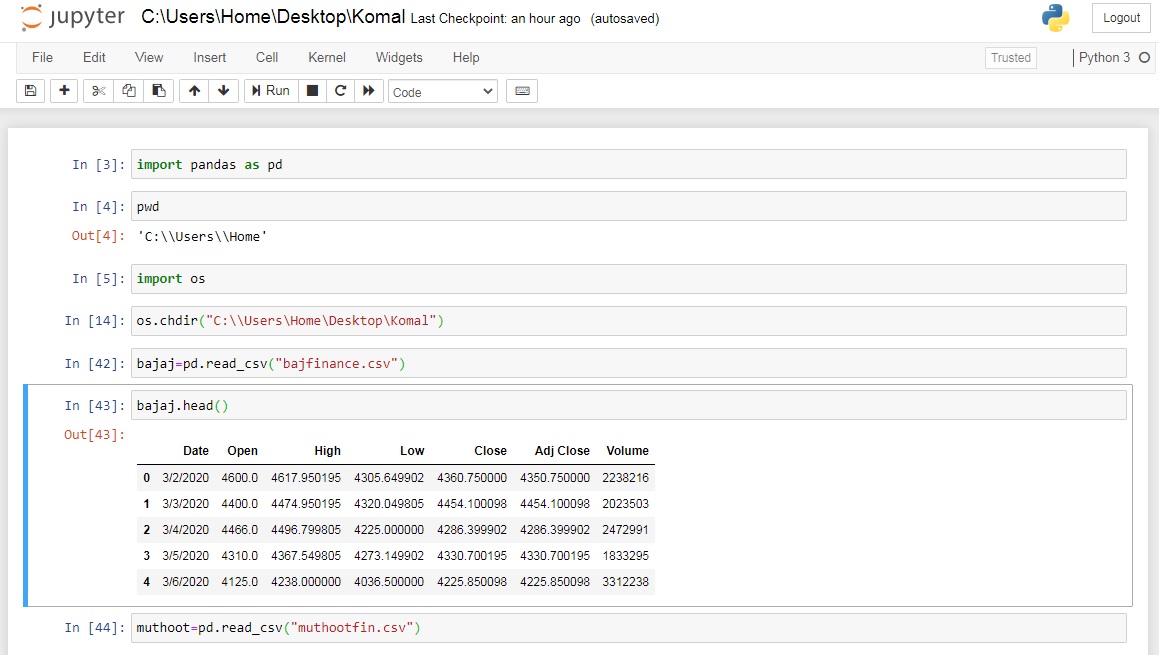 jupyter C:\Users\Home\Desktop\Komal Last Checkpoint: an hour ago (autosaved) Logout
File Edit View Insert Cell Kernel Widgets Help Trusted Python 3
Run Code
In [3]: import pandas as pd
In [4]: pwd
Out[4]: 'C:\\Users\\Home'
In [5]: import os
In [14]: os.chdir("C:\\Users\Home\Desktop\Komal")
In [42]: bajaj=pd.read_csv("bajfinance.csv")
In [43]: bajaj.head()
Out[43]:
Date Open High Low Close Adj Close Volume
0 3/2/2020 4600.0 4617.950195 4305.649902 4360.750000 4350.750000 2238216
1 3/3/2020 4400.0 4474.950195 4320.049805 4454.100098 4454.100098 2023503
2 3/4/2020 4466.0 4496.799805 4225.000000 4286.399902 4286.399902 2472991
3 3/5/2020 4310.0 4367.549805 4273.149902 4330.700195 4330.700195 1833295
4 3/6/2020 4125.0 4238.000000 4036.500000 4225.850098 4225.850098 3312238
In [44]: muthoot=pd.read_csv("muthootfin.csv")